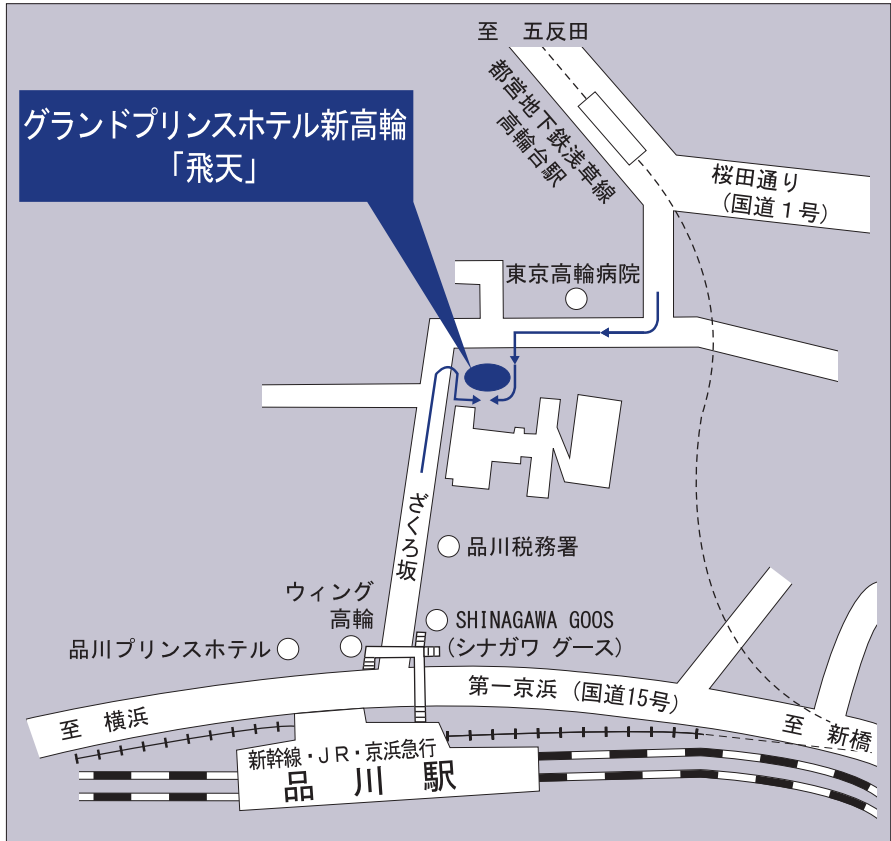 至 五反田
都営地下鉄浅草線
高輪台駅
グランドプリンスホテル新高輪
「飛天」
桜田通り
(国道1号)
東京高輪病院
ざくろ坂
品川税務署
ウィング
高輪
SHINAGAWA GOOS
(シナガワ グース)
品川プリンスホテル
第一京浜 (国道15号)
至 横浜
至 新橋
新幹線・JR・京浜急行
品川駅